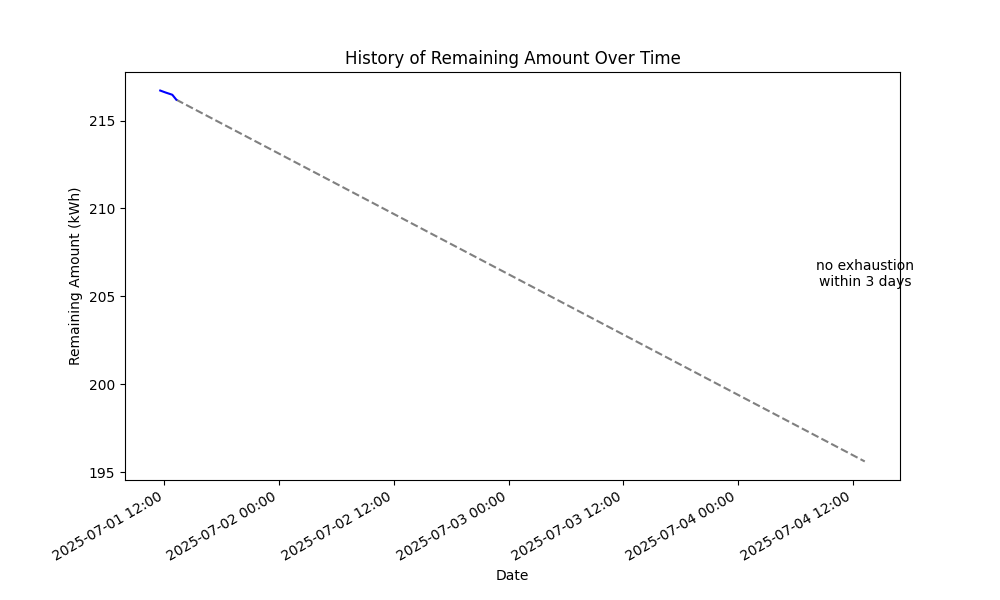 History of Remaining Amount Over Time
Remaining Amount (kWh)
215
210
205
200
195
no exhaustion
within 3 days
2025-07-01 12:00
2025-07-02 00:00
2025-07-02 12:00
2025-07-03 00:00
2025-07-03 12:00
2025-07-04 00:00
2025-07-04 12:00
Date